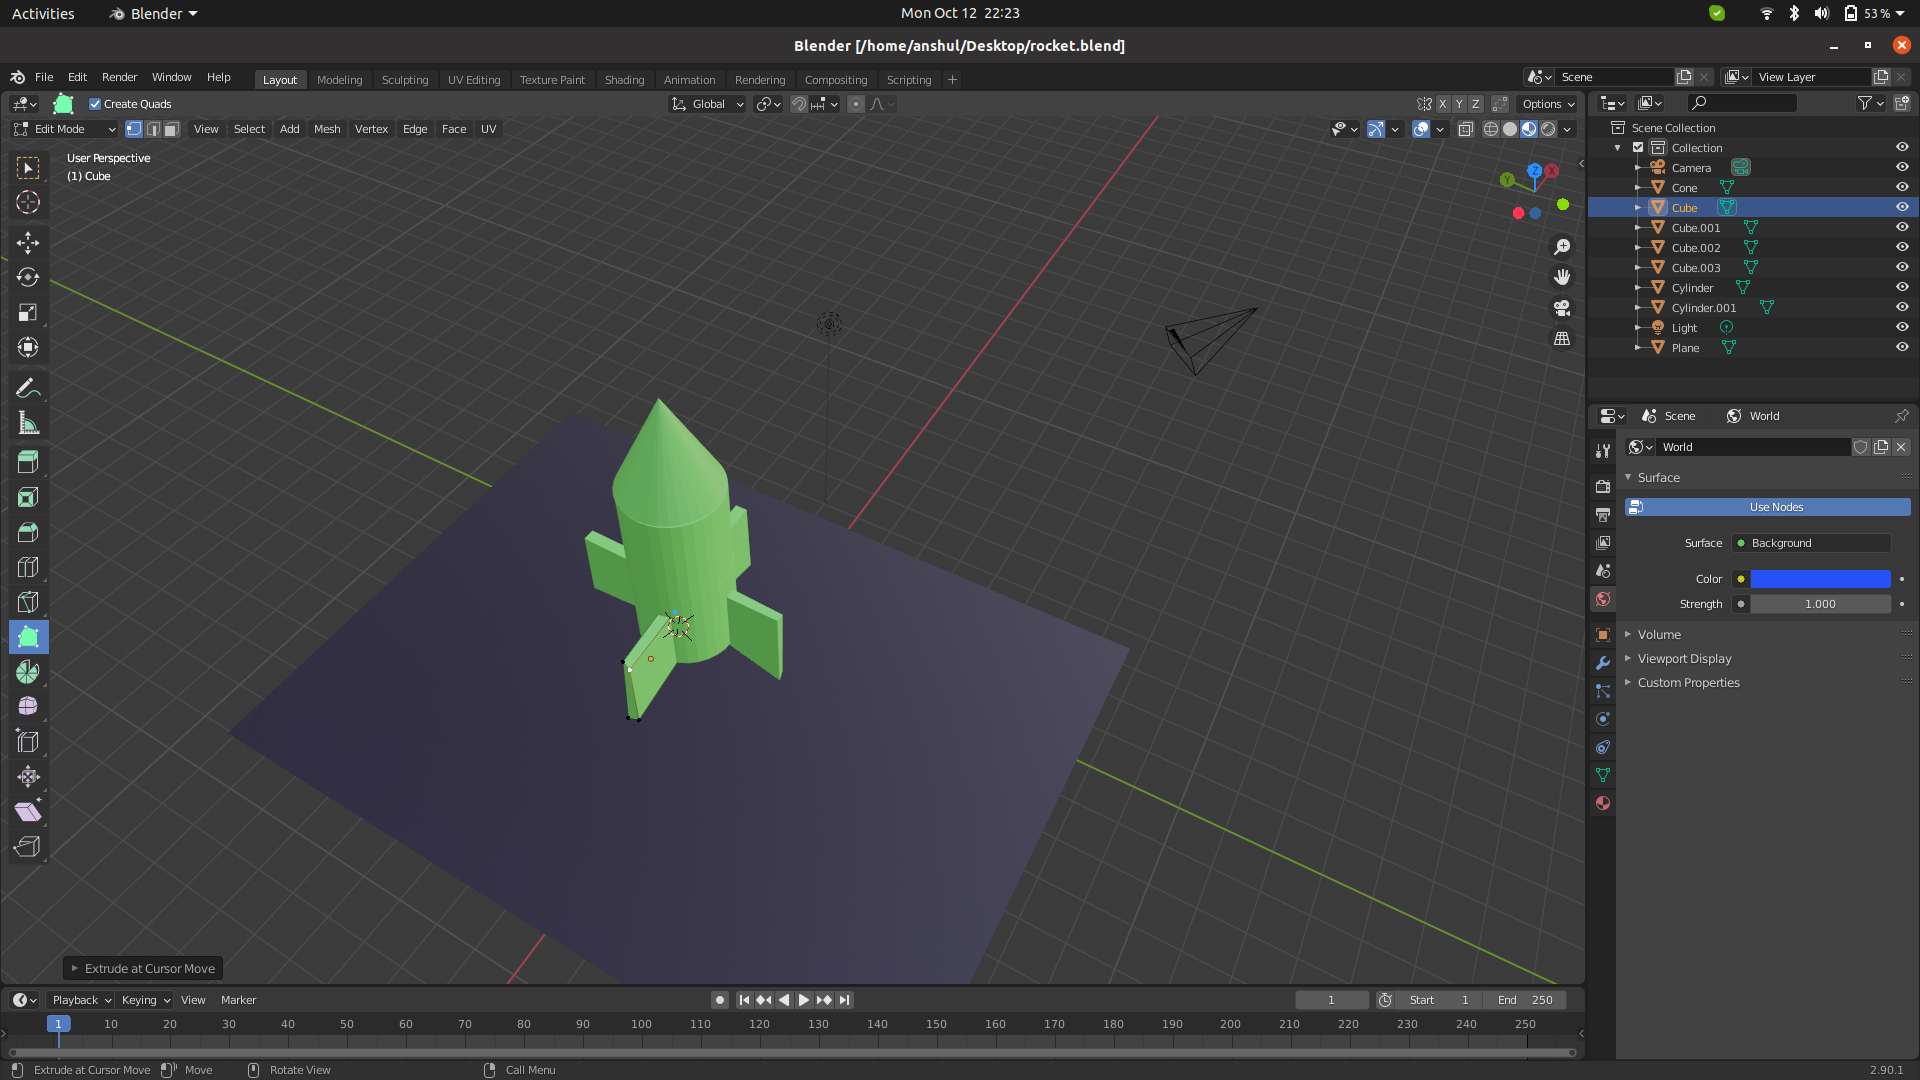 Activities Blender Mon Oct 12 22:23 53 %
Blender [/home/anshul/Desktop/rocket.blend]
File Edit Render Window Help Layout Modeling Sculpting UV Editing Texture Paint Shading Animation Rendering Compositing Scripting + Scene View Layer
Create Quads Global X Y Z Options
Edit Mode View Select Add Mesh Vertex Edge Face UV
User Perspective
(1) Cube
Z X Y
Scene Collection
Collection
Camera
Cone
Cube
Cube.001
Cube.002
Cube.003
Cylinder
Cylinder.001
Light
Plane
Scene World
World
Surface
Use Nodes
Surface Background
Color
Strength 1.000
Volume
Viewport Display
Custom Properties
Extrude at Cursor Move
Playback Keying View Marker 1 Start 1 End 250
1 10 20 30 40 50 60 70 80 90 100 110 120 130 140 150 160 170 180 190 200 210 220 230 240 250
Extrude at Cursor Move Move Rotate View Call Menu 2.90.1